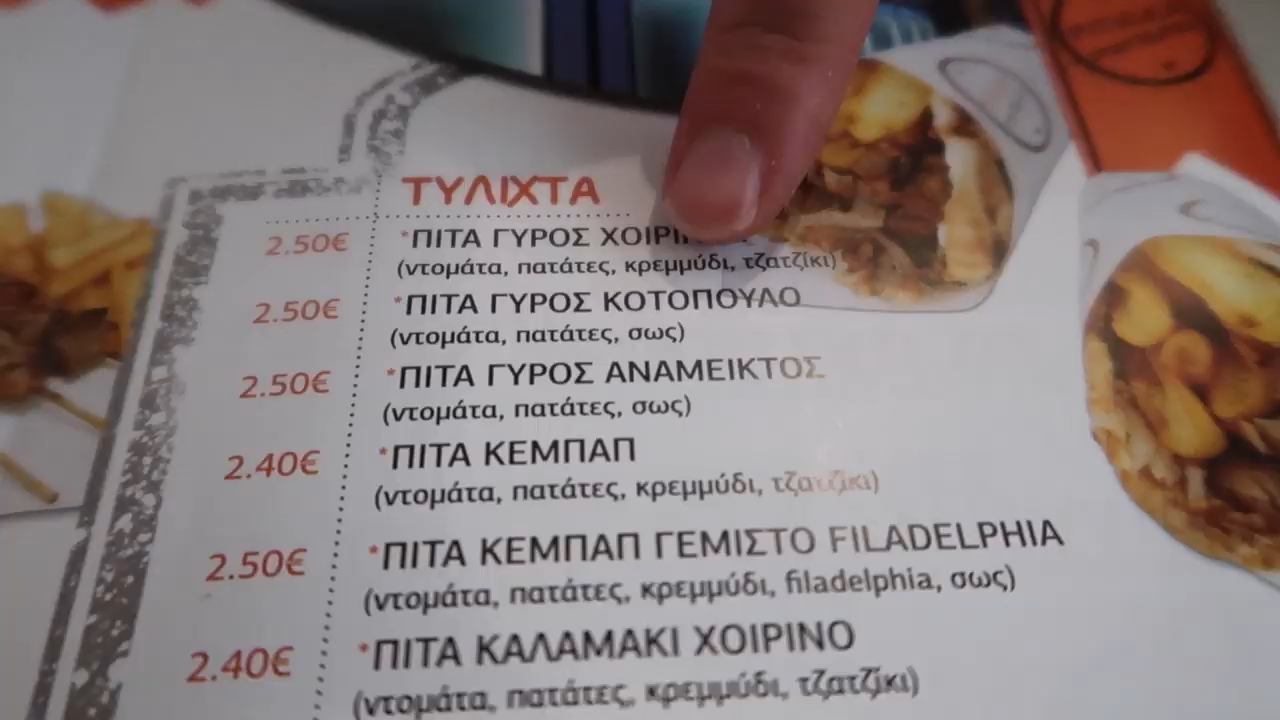 ΤΥΛΙΧΤΑ
2.50€ *ΠΙΤΑ ΓΥΡΟΣ
(ντομάτα, πατάτες, κρεμμύδι, τζατζίκι)
2.50€ *ΠΙΤΑ ΓΥΡΟΣ ΚΟΤΟΠΟΥΛΟ
(ντομάτα, πατάτες, σως)
2.50€ *ΠΙΤΑ ΓΥΡΟΣ ΑΝΑΜΕΙΚΤΟΣ
(ντομάτα, πατάτες, σως)
2.40€ *ΠΙΤΑ ΚΕΜΠΑΠ
(ντομάτα, πατάτες, κρεμμύδι, τζατζίκι)
2.50€ *ΠΙΤΑ ΚΕΜΠΑΠ ΓΕΜΙΣΤΟ FILADELPHIA
(ντομάτα, πατάτες, κρεμμύδι, filadelphia, σως)
2.40€ *ΠΙΤΑ ΚΑΛΑΜΑΚΙ ΧΟΙΡΙΝΟ
(ντομάτα, πατάτες, κρεμμύδι, τζατζίκι)